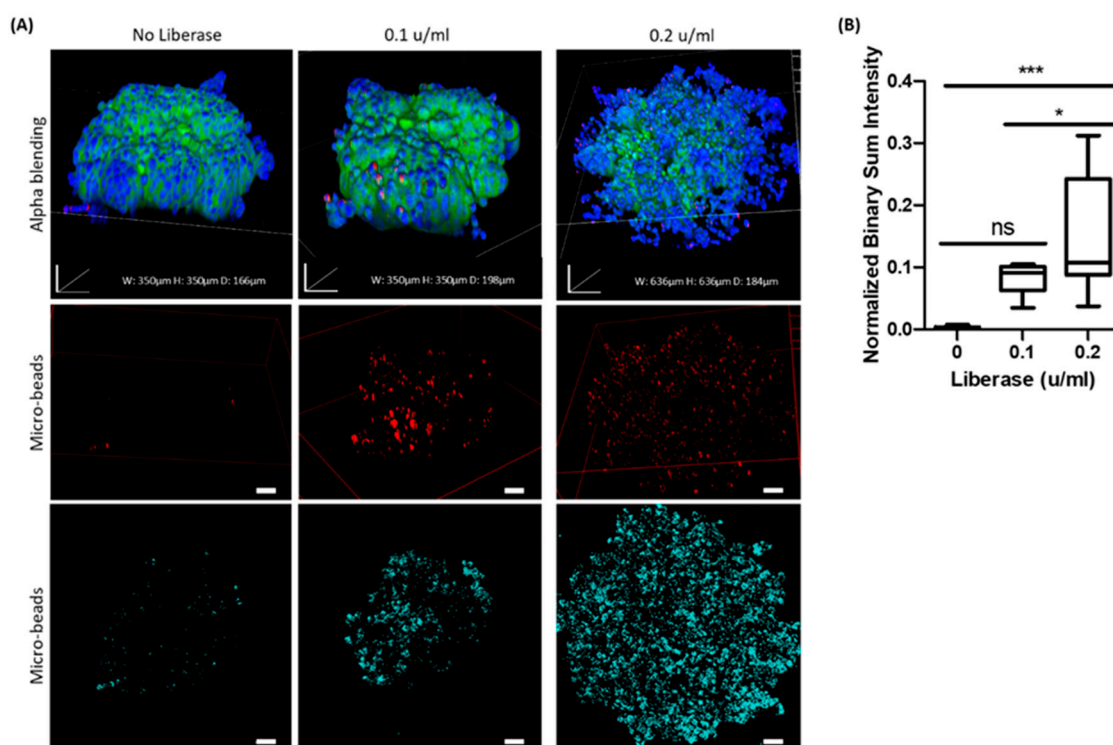 (A)
No Liberase
0.1 u/ml
0.2 u/ml
Alpha blending
W: 350µm H: 350µm D: 166µm
W: 350µm H: 350µm D: 198µm
W: 636µm H: 636µm D: 184µm
Micro-beads
Micro-beads
(B)
Normalized Binary Sum Intensity
0.4
0.3
0.2
0.1
0.0
***
*
ns
0
0.1
0.2
Liberase (u/ml)